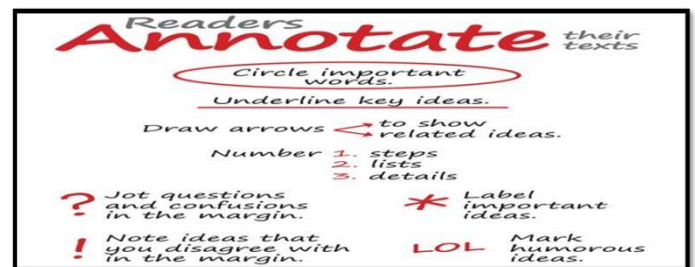 Readers
Annotate their
texts
Circle important
words.
Underline key ideas.
Draw arrows to show
related ideas.
Number 1. steps
2. lists
3. details
? Jot questions
and confusions
in the margin.
* Label
important
ideas.
! Note ideas that
you disagree with
in the margin.
LOL Mark
humorous
ideas.